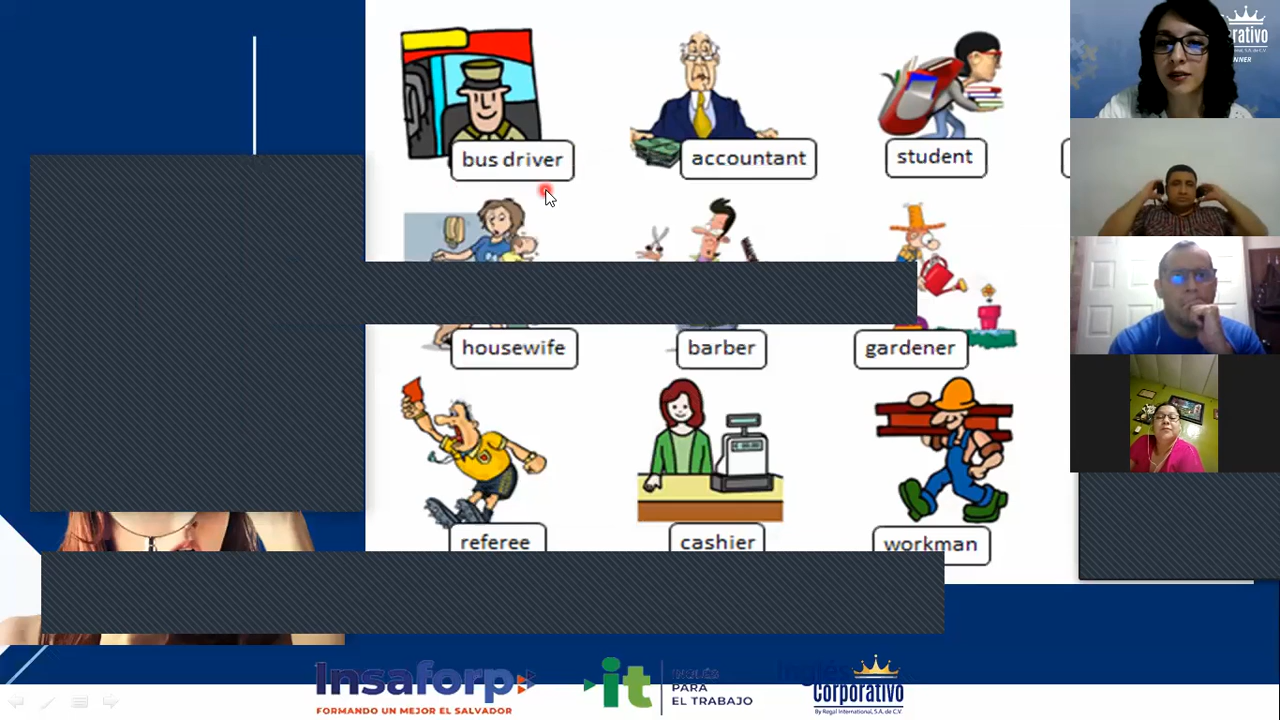 bus driver
accountant
student
housewife
barber
gardener
referee
cashier
workman
Insaforp
FORMANDO UN MEJOR EL SALVADOR
it
INGLÉS
PARA
EL TRABAJO
Inglés
Corporativo
By Regal International, S.A. de C.V.